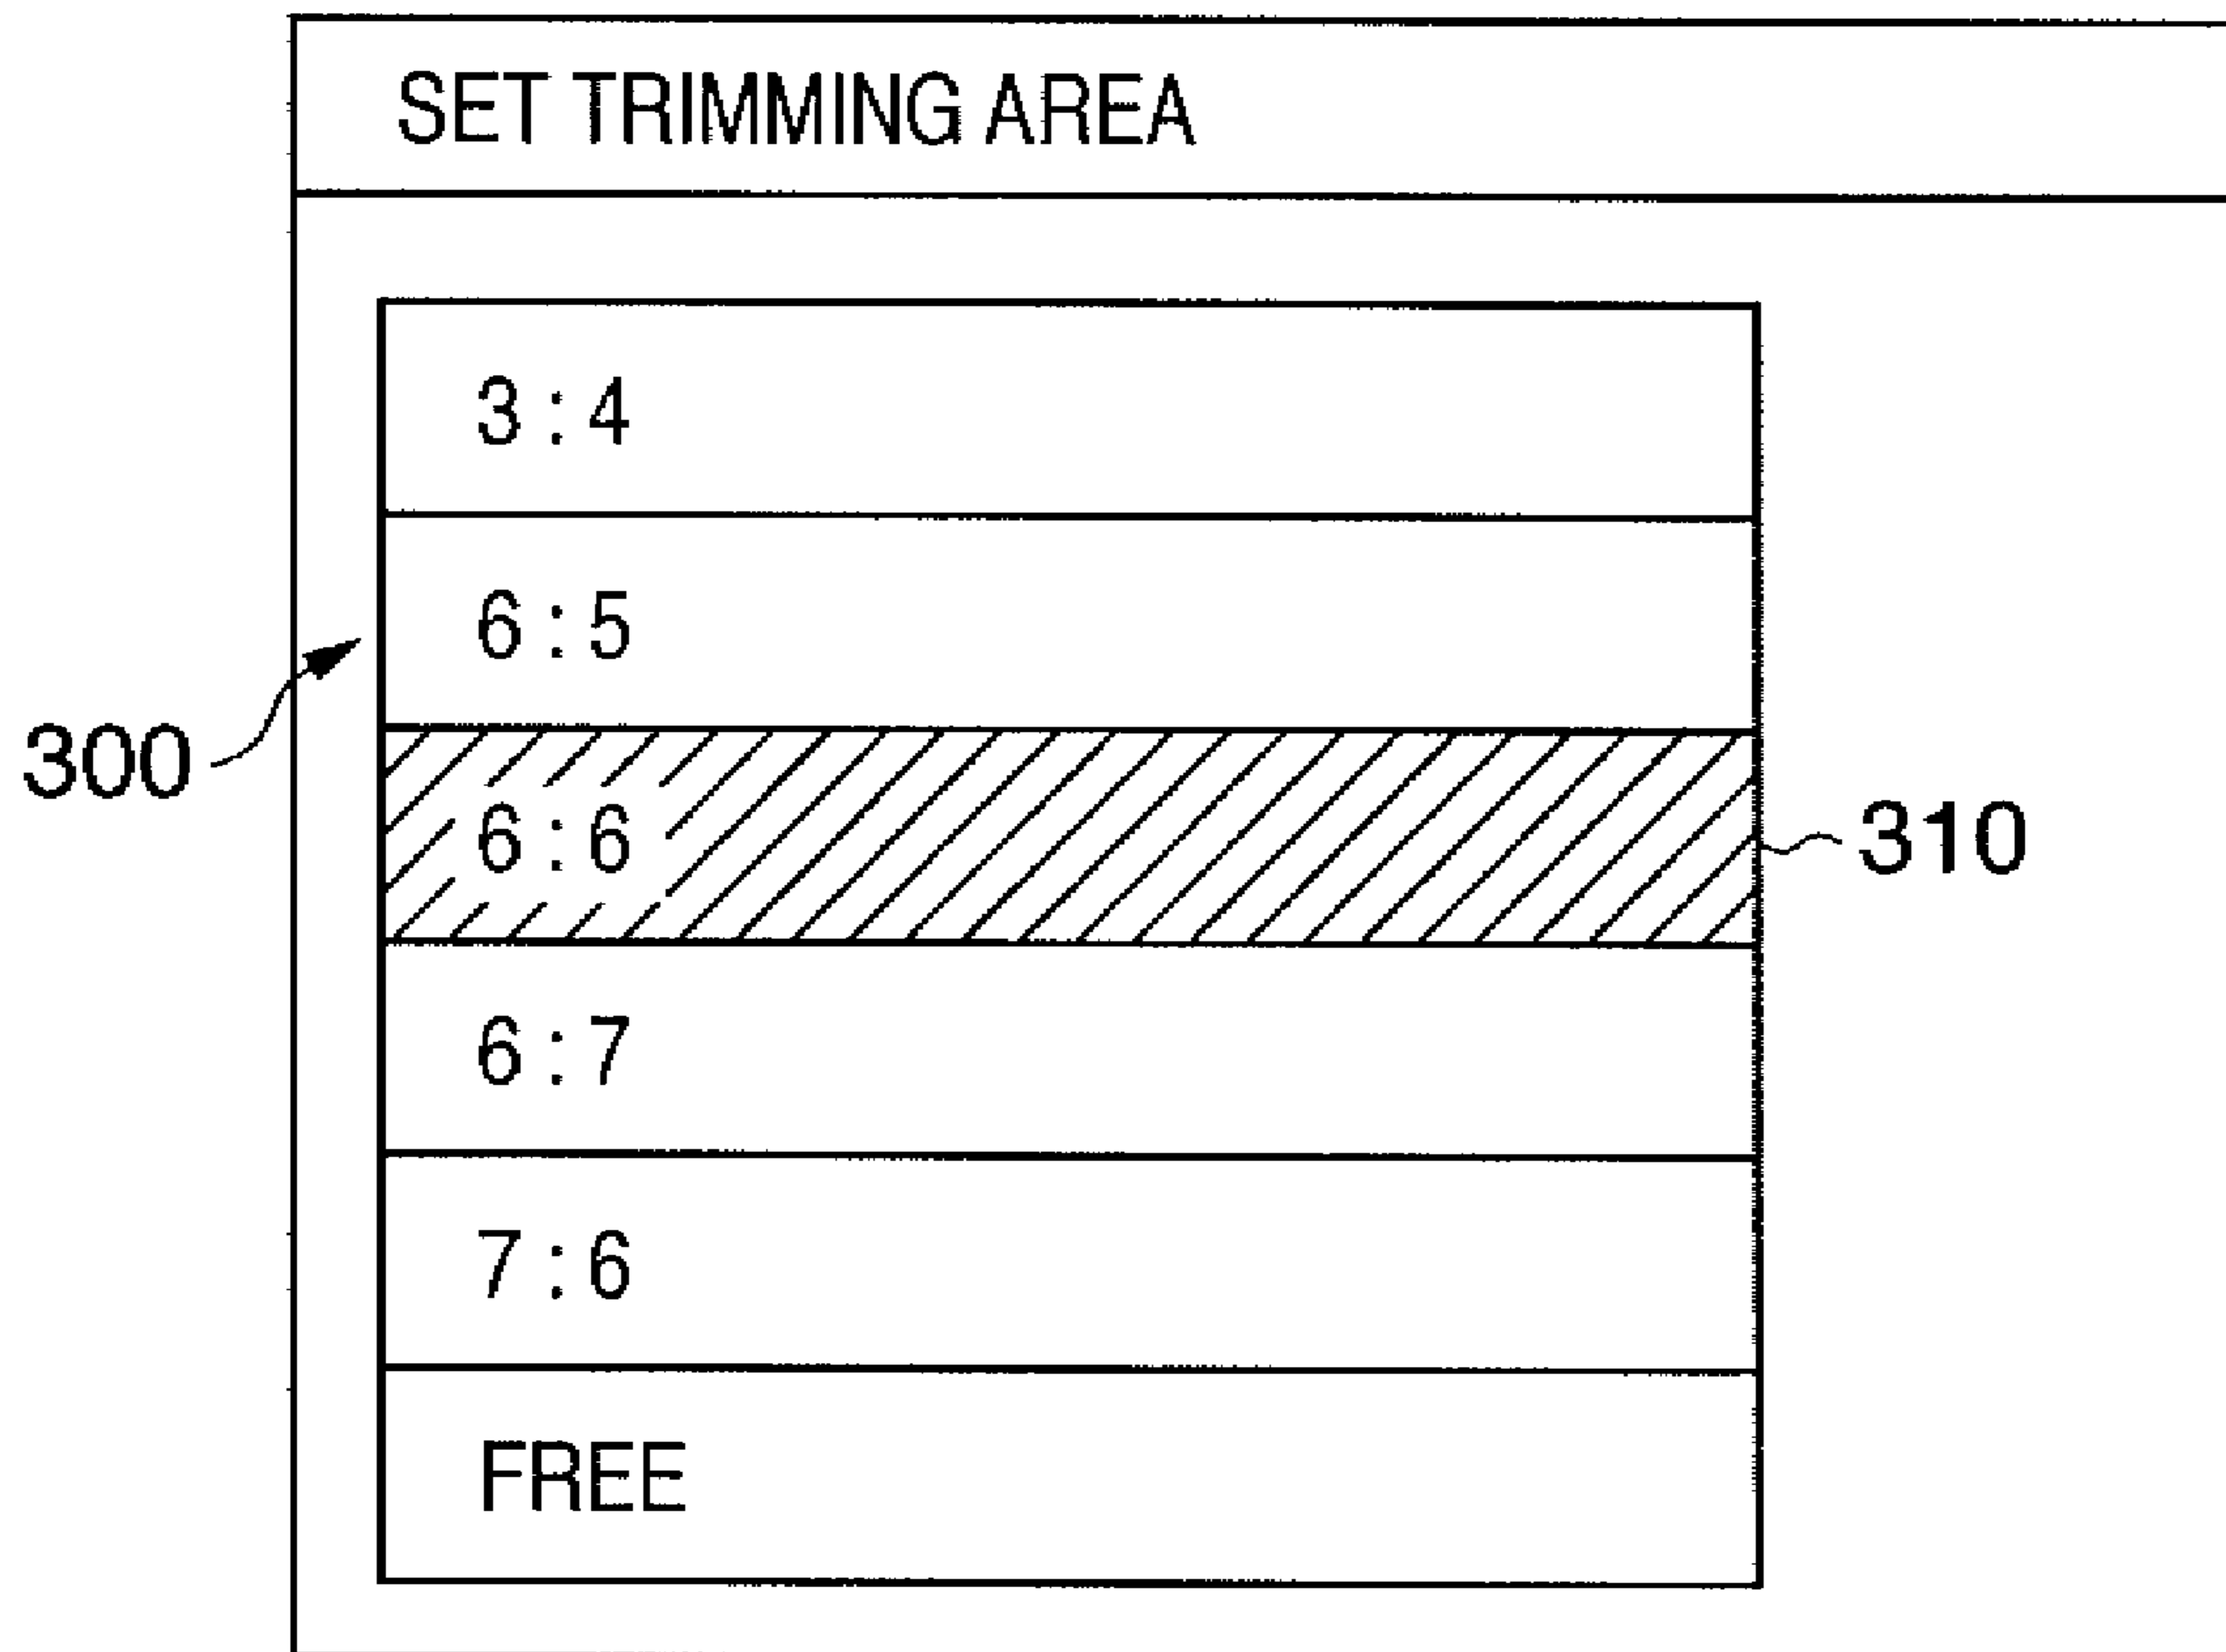 SET TRIMMING AREA
3 : 4
6 : 5
300
6 : 6
310
6 : 7
7 : 6
FREE